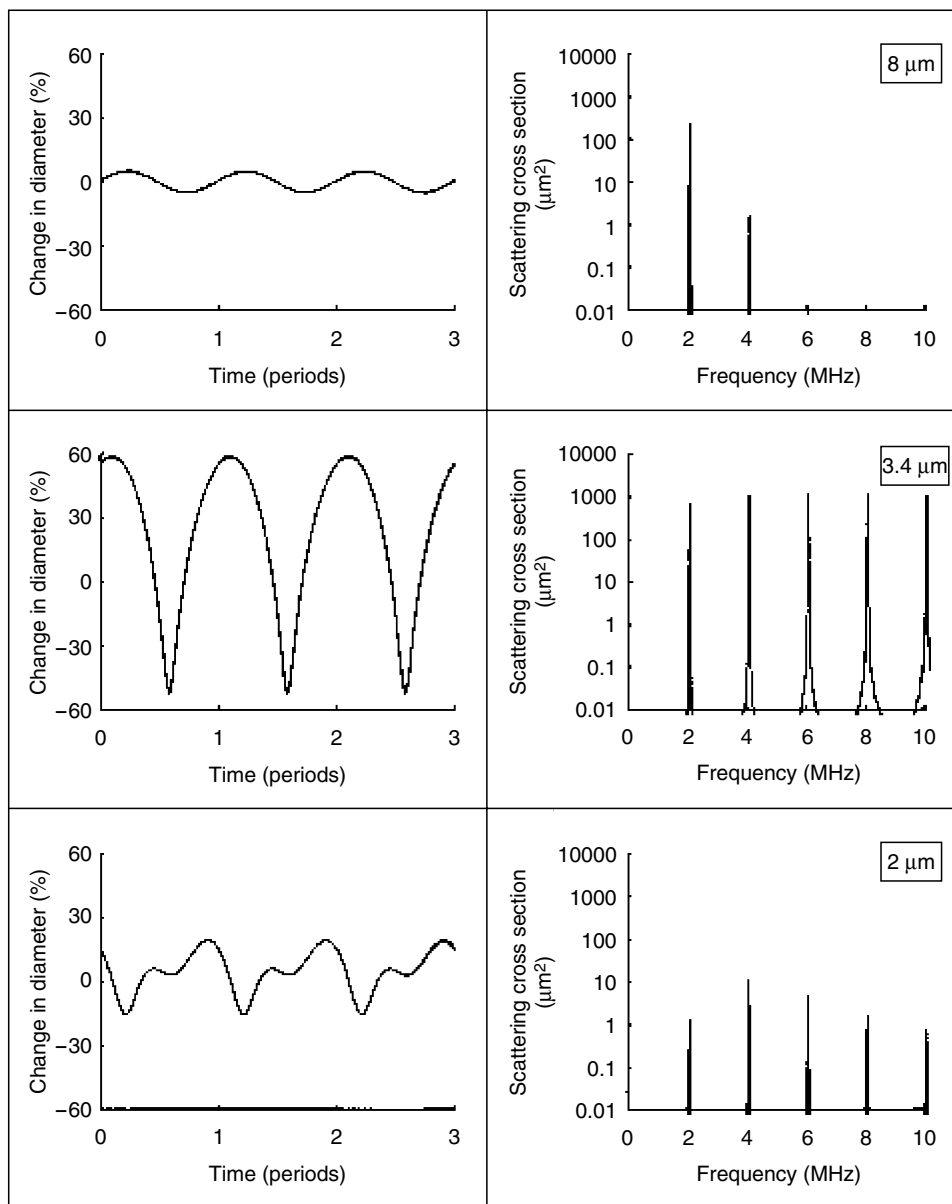 60
30
0
−30
−60
Change in diameter (%)
0 1 2 3
Time (periods)
10000
1000
100
10
1
0.1
0.01
Scattering cross section
(μm²)
0 2 4 6 8 10
Frequency (MHz)
8 μm
60
30
0
−30
−60
Change in diameter (%)
0 1 2 3
Time (periods)
10000
1000
100
10
1
0.1
0.01
Scattering cross section
(μm²)
0 2 4 6 8 10
Frequency (MHz)
3.4 μm
60
30
0
−30
−60
Change in diameter (%)
0 1 2 3
Time (periods)
10000
1000
100
10
1
0.1
0.01
Scattering cross section
(μm²)
0 2 4 6 8 10
Frequency (MHz)
2 μm